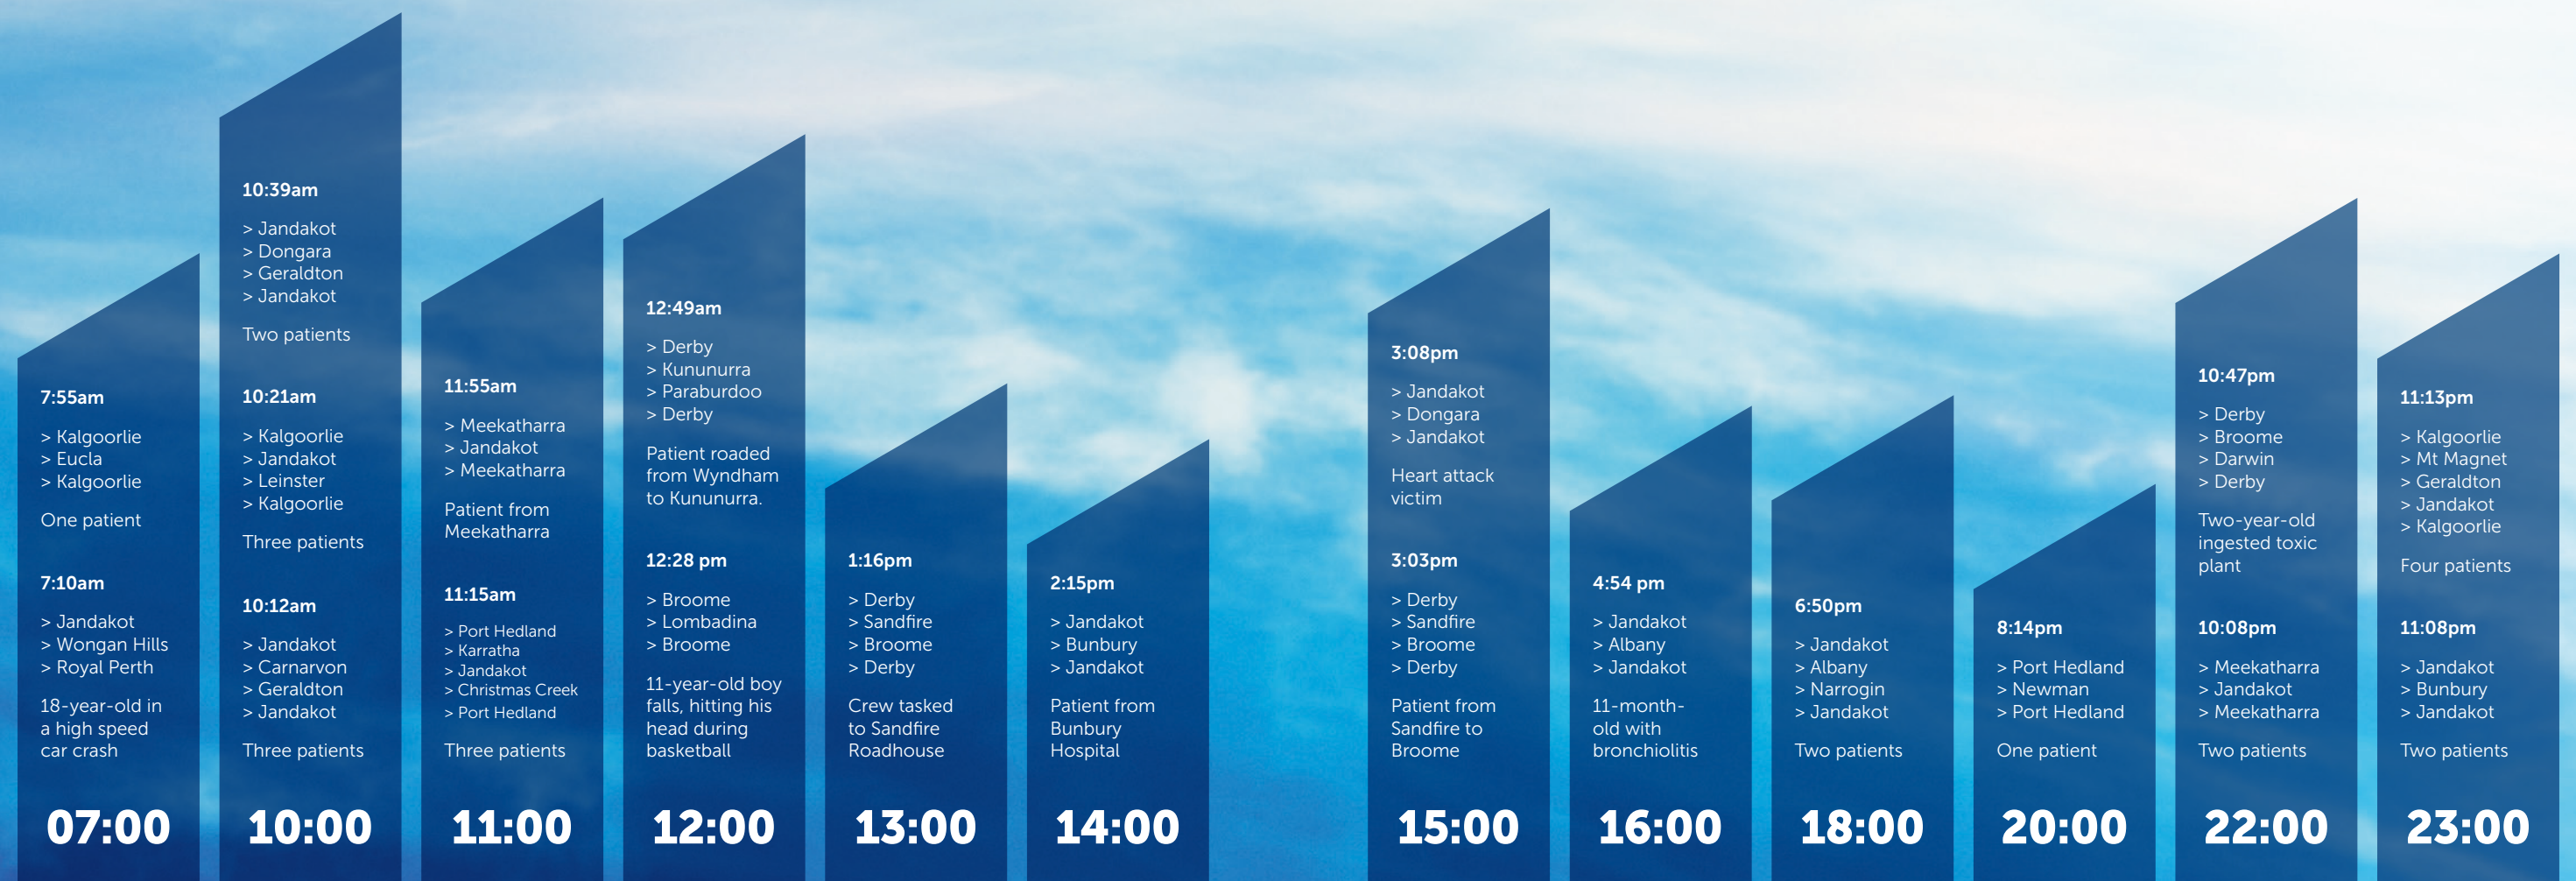 7:55am
> Kalgoorlie
> Eucla
> Kalgoorlie
One patient
7:10am
> Jandakot
> Wongan Hills
> Royal Perth
18-year-old in
a high speed
car crash
07:00
10:39am
> Jandakot
> Dongara
> Geraldton
> Jandakot
Two patients
10:21am
> Kalgoorlie
> Jandakot
> Leinster
> Kalgoorlie
Three patients
10:12am
> Jandakot
> Carnarvon
> Geraldton
> Jandakot
Three patients
10:00
11:55am
> Meekatharra
> Jandakot
> Meekatharra
Patient from
Meekatharra
11:15am
> Port Hedland
> Karratha
> Jandakot
> Christmas Creek
> Port Hedland
Three patients
11:00
12:49am
> Derby
> Kununurra
> Paraburdoo
> Derby
Patient roaded
from Wyndham
to Kununurra.
12:28 pm
> Broome
> Lombadina
> Broome
11-year-old boy
falls, hitting his
head during
basketball
12:00
1:16pm
> Derby
> Sandfire
> Broome
> Derby
Crew tasked
to Sandfire
Roadhouse
13:00
2:15pm
> Jandakot
> Bunbury
> Jandakot
Patient from
Bunbury
Hospital
14:00
3:08pm
> Jandakot
> Dongara
> Jandakot
Heart attack
victim
3:03pm
> Derby
> Sandfire
> Broome
> Derby
Patient from
Sandfire to
Broome
15:00
4:54 pm
> Jandakot
> Albany
> Jandakot
11-month-
old with
bronchiolitis
16:00
6:50pm
> Jandakot
> Albany
> Narrogin
> Jandakot
Two patients
18:00
8:14pm
> Port Hedland
> Newman
> Port Hedland
One patient
20:00
10:47pm
> Derby
> Broome
> Darwin
> Derby
Two-year-old
ingested toxic
plant
10:08pm
> Meekatharra
> Jandakot
> Meekatharra
Two patients
22:00
11:13pm
> Kalgoorlie
> Mt Magnet
> Geraldton
> Jandakot
> Kalgoorlie
Four patients
11:08pm
> Jandakot
> Bunbury
> Jandakot
Two patients
23:00